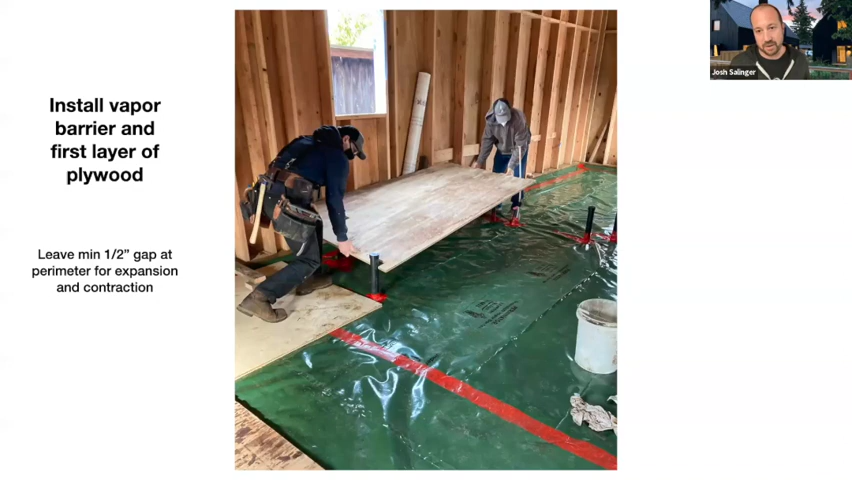 Install vapor
barrier and
first layer of
plywood
Leave min 1/2” gap at
perimeter for expansion
and contraction
Josh Salinger